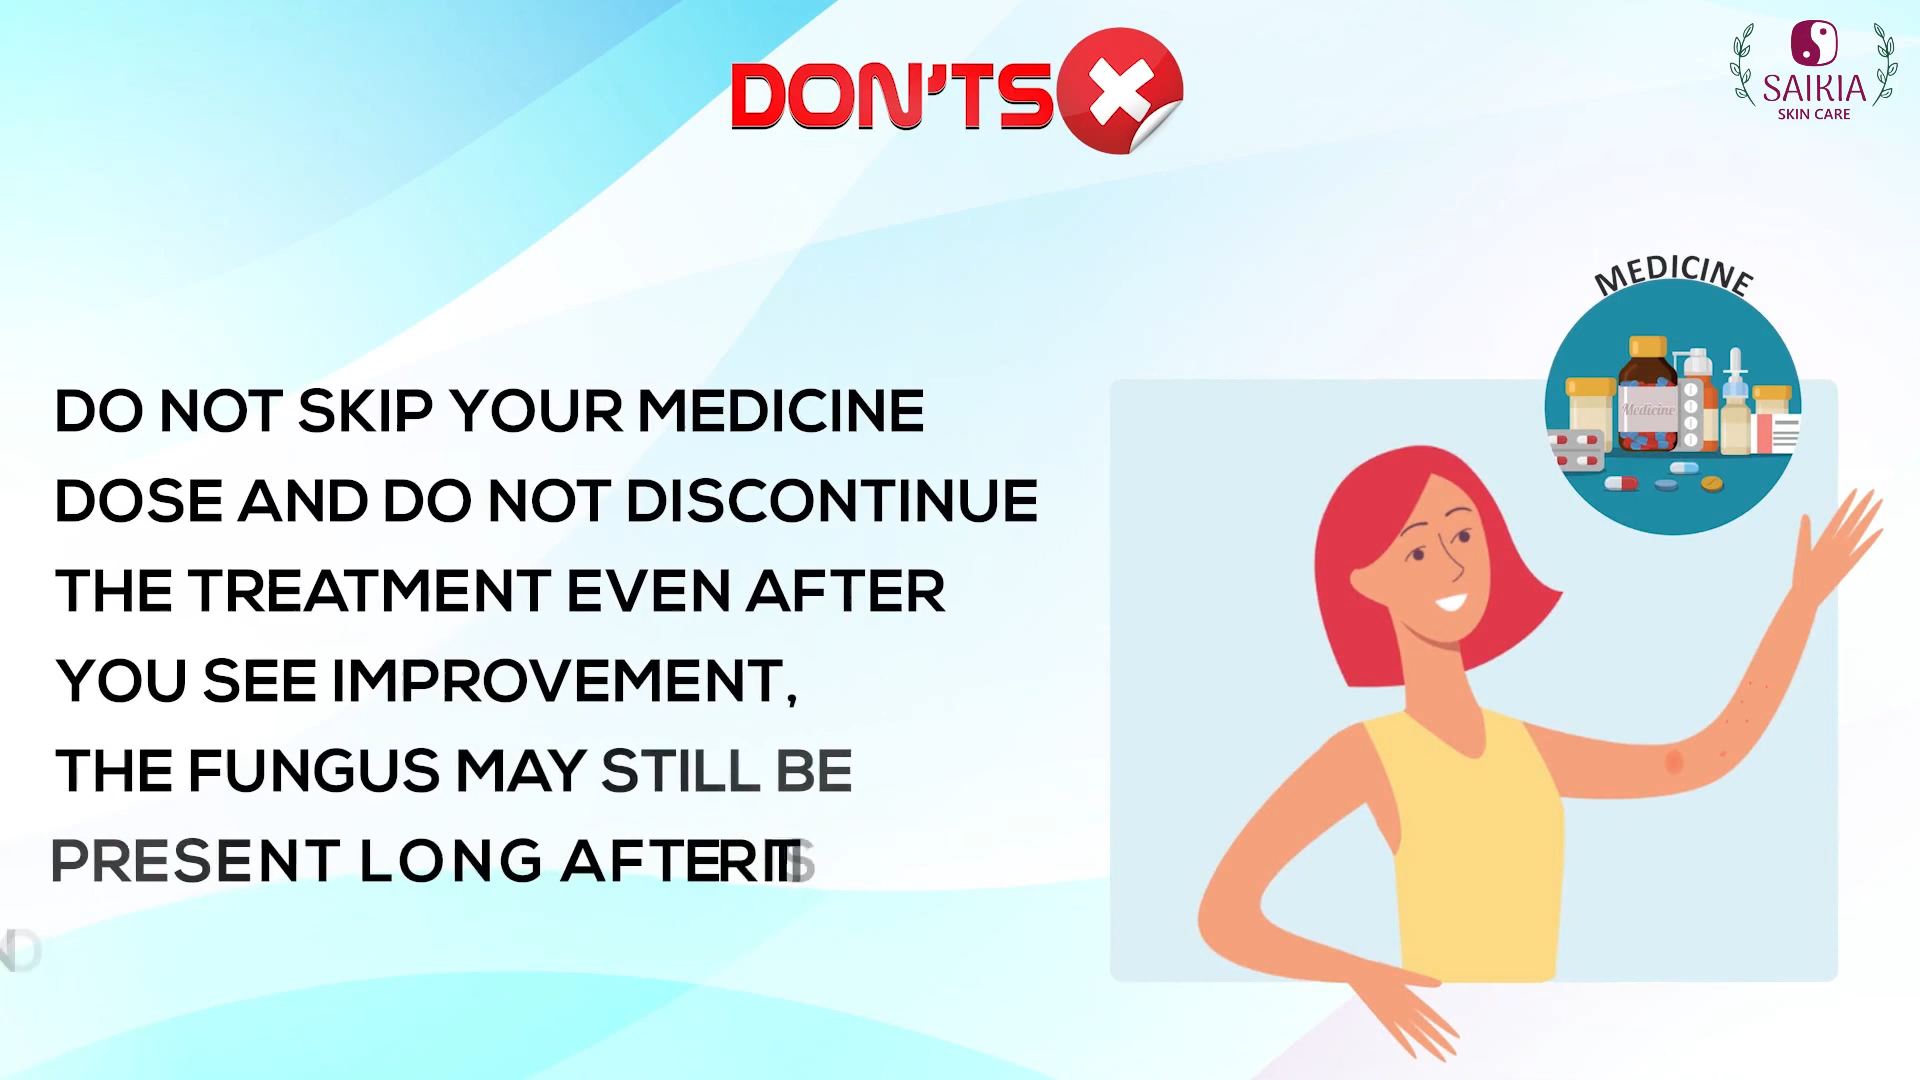 DON'TS
SAIKIA
SKIN CARE
MEDICINE
Medicine
DO NOT SKIP YOUR MEDICINE
DOSE AND DO NOT DISCONTINUE
THE TREATMENT EVEN AFTER
YOU SEE IMPROVEMENT,
THE FUNGUS MAY STILL BE
PRESENT LONG AFTER ITS